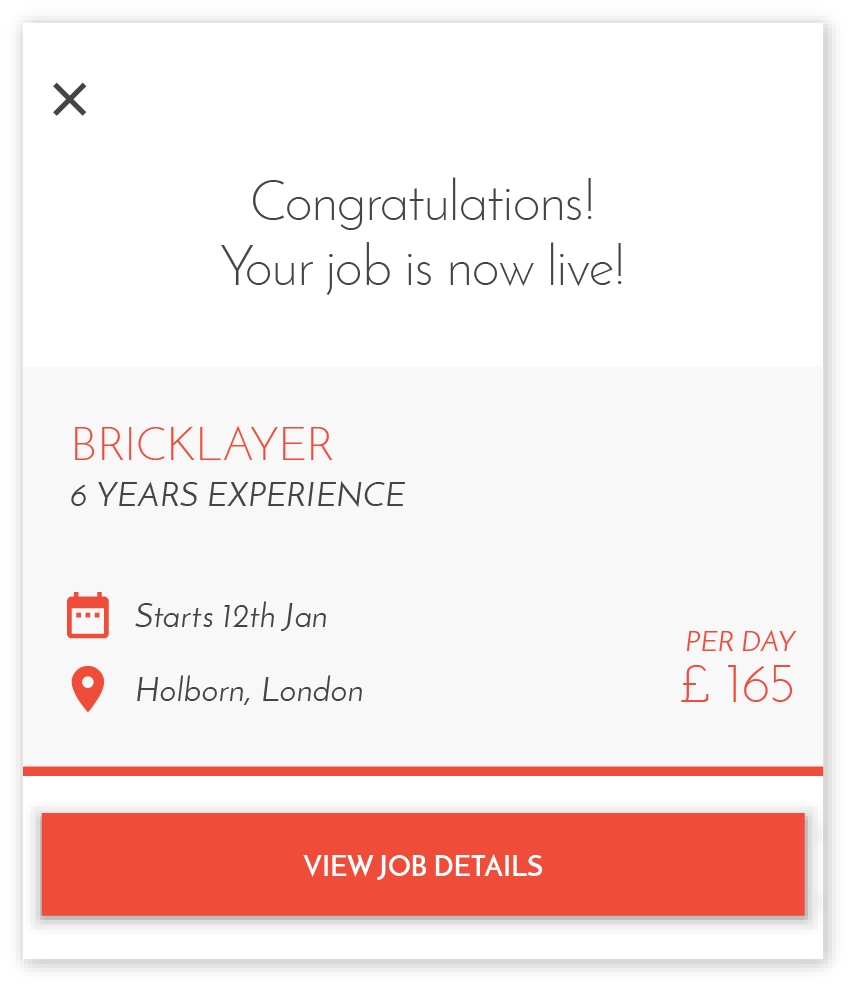 Congratulations!
Your job is now live!
BRICKLAYER
6 YEARS EXPERIENCE
Starts 12th Jan
Holborn, London
PER DAY
£ 165
VIEW JOB DETAILS